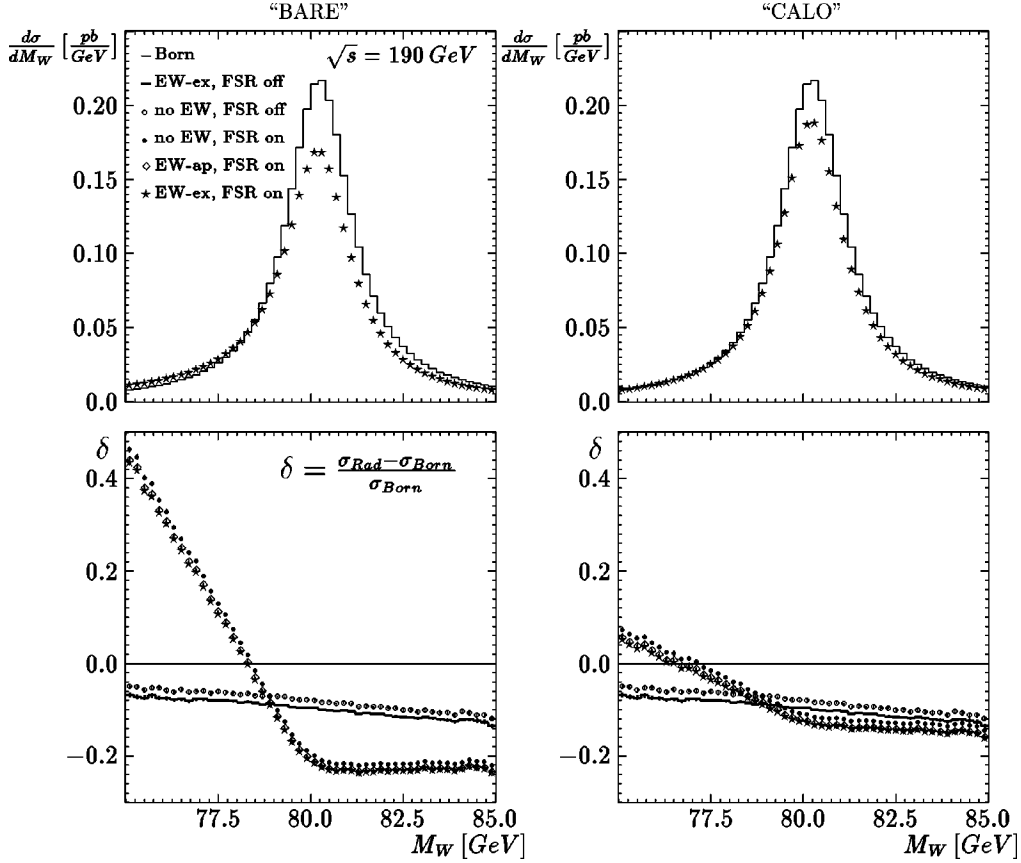 “BARE”
“CALO”
dσ/dM_W [pb/GeV]
√s = 190 GeV
– Born
– EW-ex, FSR off
∘ no EW, FSR off
• no EW, FSR on
◇ EW-ap, FSR on
★ EW-ex, FSR on
0.20
0.15
0.10
0.05
0.0
dσ/dM_W [pb/GeV]
0.20
0.15
0.10
0.05
0.0
δ
δ = σ_Rad−σ_Born/σ_Born
0.4
0.2
0.0
−0.2
77.5 80.0 82.5 85.0
M_W [GeV]
δ
0.4
0.2
0.0
−0.2
77.5 80.0 82.5 85.0
M_W [GeV]